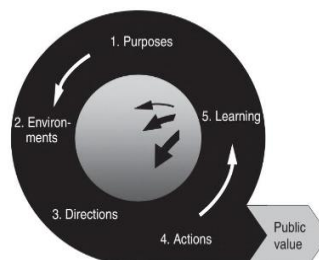 1. Purposes
2. Environ-
ments
5. Learning
3. Directions
4. Actions
Public
value